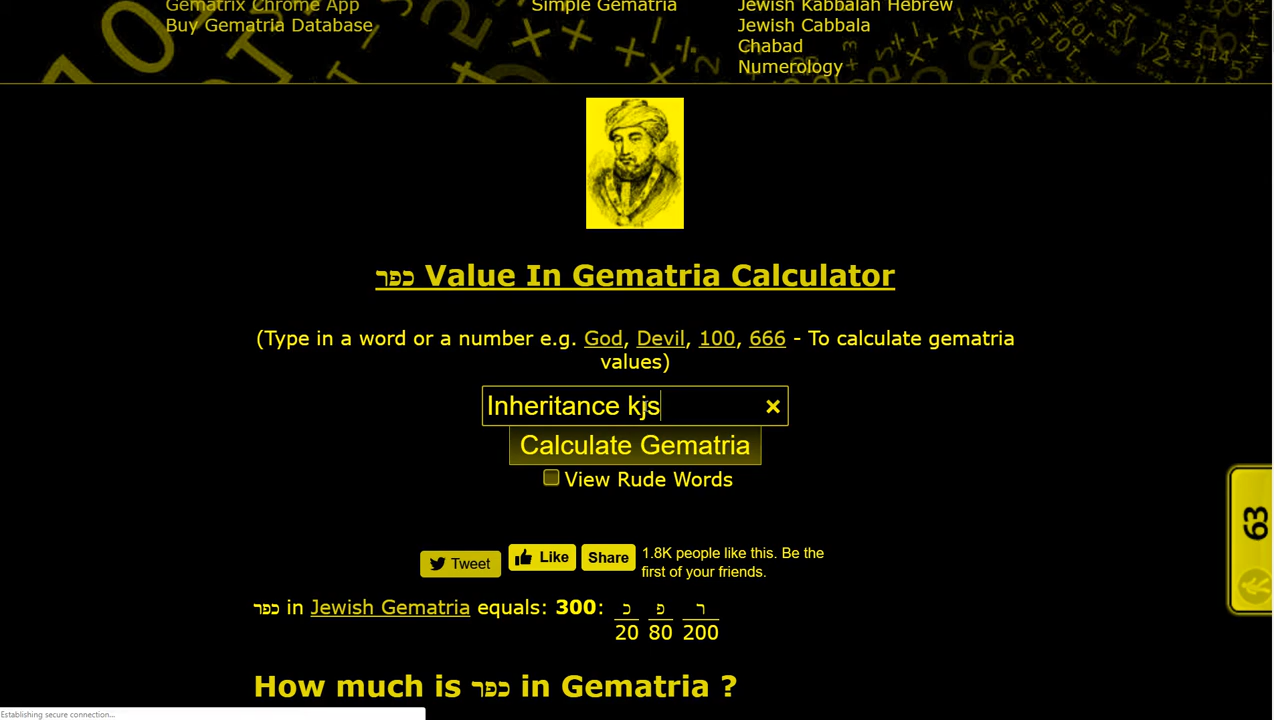 Gematrix Chrome App
Simple Gematria
Jewish Kabbalah Hebrew
Buy Gematria Database
Jewish Cabbala
Chabad
Numerology
כפר Value In Gematria Calculator
(Type in a word or a number e.g. God, Devil, 100, 666 - To calculate gematria
values)
Inheritance kjs ×
Calculate Gematria
View Rude Words
63
Tweet Like Share 1.8K people like this. Be the
first of your friends.
כפר in Jewish Gematria equals: 300: כ פ ר
20 80 200
How much is כפר in Gematria ?
Establishing secure connection...